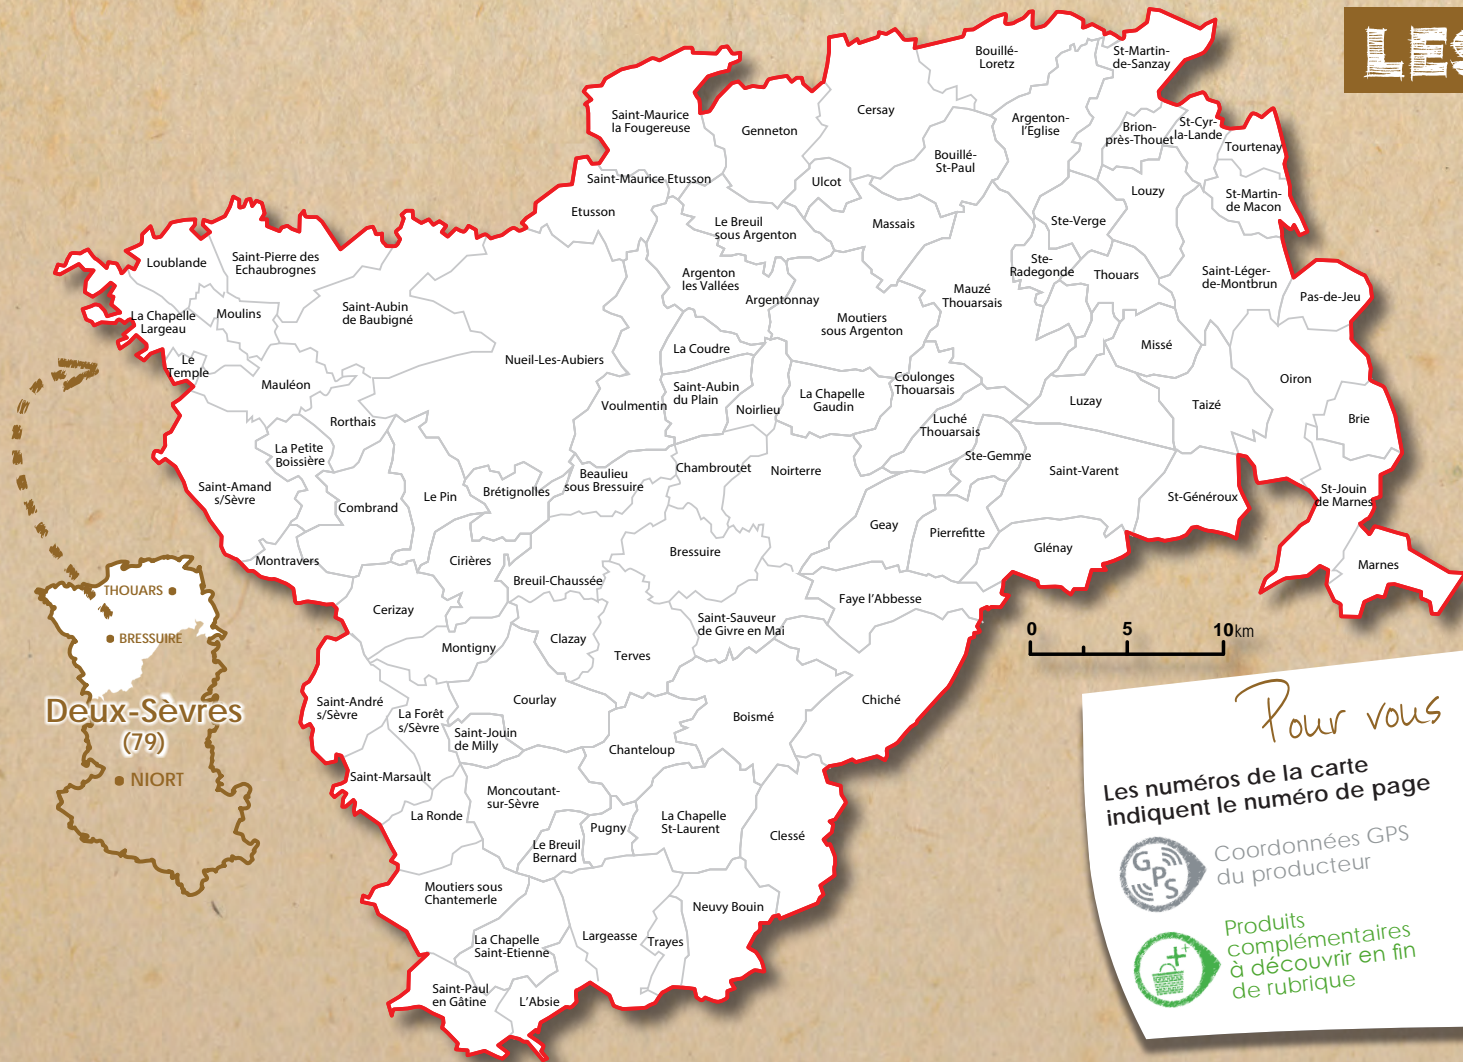 LES
Bouillé-
Loretz
St-Martin-
de-Sanzay
Saint-Maurice
la Fougereuse
Genneton
Cersay
Argenton-
l'Eglise
Brion-
près-Thouet
St-Cyr-
la-Lande
Tourtenay
Bouillé-
St-Paul
Saint-Maurice Etusson
Ulcot
Louzy
St-Martin-
de Macon
Etusson
Le Breuil
sous Argenton
Massais
Ste-Verge
Loublande
Saint-Pierre des
Echaubrognes
Argenton
les Vallées
Argentonnay
Ste-
Radegonde
Thouars
Saint-Léger-
de-Montbrun
Pas-de-Jeu
Mauzé
Thouarsais
La Chapelle
Largeau
Moulins
Saint-Aubin
de Baubigné
Moutiers
sous Argenton
Missé
La Coudre
Le
Temple
Mauléon
Nueil-Les-Aubiers
Oiron
Coulonges
Thouarsais
Saint-Aubin
du Plain
Voulmentin
Noirlieu
La Chapelle
Gaudin
Luzay
Taizé
Brie
Rorthais
Luché
Thouarsais
La Petite
Boissière
Ste-Gemme
Saint-Varent
Chambroutet
Noirterre
Beaulieu
sous Bressuire
Saint-Amand
s/Sèvre
Combrand
Le Pin
Brétignolles
St-Généroux
St-Jouin
de Marnes
Geay
Pierrefitte
Glénay
Marnes
Montravers
Cirières
Bressuire
Breuil-Chaussée
THOUARS
Cerizay
Faye l'Abbesse
BRESSUIRE
Clazay
Saint-Sauveur
de Givre en Mai
0 5 10km
Montigny
Terves
Deux-Sèvres
(79)
NIORT
Saint-André
s/Sèvre
La Forêt
s/Sèvre
Courlay
Chiché
Boismé
Saint-Jouin
de Milly
Chanteloup
Saint-Marsault
Moncoutant-
sur-Sèvre
La Ronde
La Chapelle
St-Laurent
Pugny
Clessé
Le Breuil
Bernard
Moutiers sous
Chantemerle
Neuvy Bouin
La Chapelle
Saint-Etienne
Largeasse
Trayes
Saint-Paul
en Gâtine
L'Absie
Pour vous
Les numéros de la carte
indiquent le numéro de page
GPS
Coordonnées GPS
du producteur
Produits
complémentaires
à découvrir en fin
de rubrique